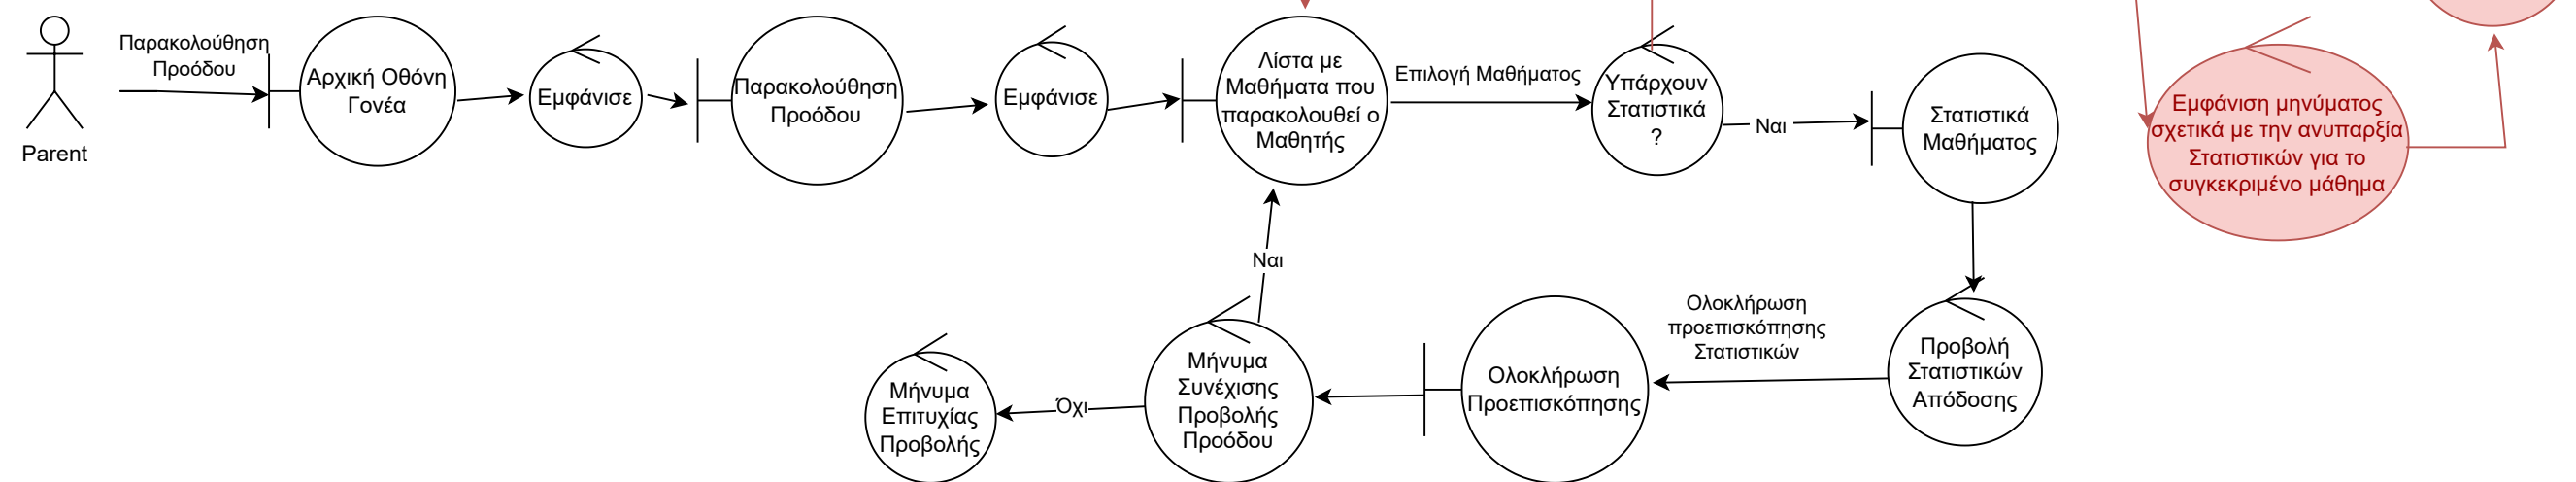 Παρακολούθηση
Προόδου
Parent
Αρχική Οθόνη
Γονέα
Εμφάνισε
Παρακολούθηση
Προόδου
Εμφάνισε
Λίστα με
Μαθήματα που
παρακολουθεί ο
Μαθητής
Επιλογή Μαθήματος
Υπάρχουν
Στατιστικά
?
Ναι
Στατιστικά
Μαθήματος
Εμφάνιση μηνύματος
σχετικά με την ανυπαρξία
Στατιστικών για το
συγκεκριμένο μάθημα
Ναι
Ολοκλήρωση
προεπισκόπησης
Στατιστικών
Προβολή
Στατιστικών
Απόδοσης
Ολοκλήρωση
Προεπισκόπησης
Μήνυμα
Συνέχισης
Προβολής
Προόδου
Όχι
Μήνυμα
Επιτυχίας
Προβολής